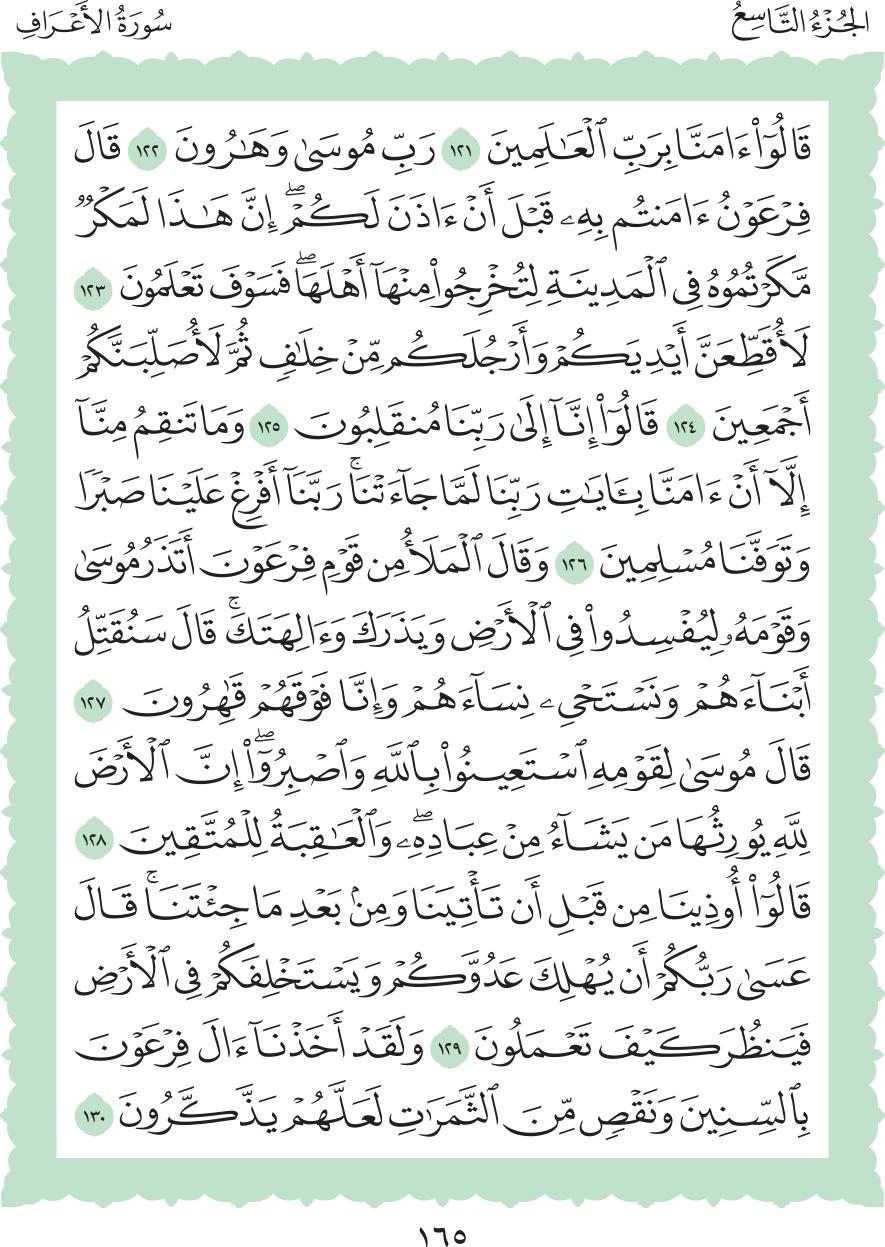 الجُزْءُ التَّاسِعُ
سُورَةُ الأَعْرَافِ
قَالُوٓا۟ ءَامَنَّا بِرَبِّ ٱلْعَـٰلَمِينَ ١٢١ رَبِّ مُوسَىٰ وَهَـٰرُونَ ١٢٢ قَالَ
فِرْعَوْنُ ءَامَنتُم بِهِۦ قَبْلَ أَنْ ءَاذَنَ لَكُمْ ۖ إِنَّ هَـٰذَا لَمَكْرٌ
مَّكَرْتُمُوهُ فِى ٱلْمَدِينَةِ لِتُخْرِجُوا۟ مِنْهَآ أَهْلَهَا ۖ فَسَوْفَ تَعْلَمُونَ ١٢٣
لَأُقَطِّعَنَّ أَيْدِيَكُمْ وَأَرْجُلَكُم مِّنْ خِلَـٰفٍ ثُمَّ لَأُصَلِّبَنَّكُمْ
أَجْمَعِينَ ١٢٤ قَالُوٓا۟ إِنَّآ إِلَىٰ رَبِّنَا مُنقَلِبُونَ ١٢٥ وَمَا تَنقِمُ مِنَّآ
إِلَّآ أَنْ ءَامَنَّا بِـَٔايَـٰتِ رَبِّنَا لَمَّا جَآءَتْنَا ۚ رَبَّنَآ أَفْرِغْ عَلَيْنَا صَبْرًا
وَتَوَفَّنَا مُسْلِمِينَ ١٢٦ وَقَالَ ٱلْمَلَأُ مِن قَوْمِ فِرْعَوْنَ أَتَذَرُ مُوسَىٰ
وَقَوْمَهُۥ لِيُفْسِدُوا۟ فِى ٱلْأَرْضِ وَيَذَرَكَ وَءَالِهَتَكَ ۚ قَالَ سَنُقَتِّلُ
أَبْنَآءَهُمْ وَنَسْتَحْىِۦ نِسَآءَهُمْ وَإِنَّا فَوْقَهُمْ قَـٰهِرُونَ ١٢٧
قَالَ مُوسَىٰ لِقَوْمِهِ ٱسْتَعِينُوا۟ بِٱللَّهِ وَٱصْبِرُوٓا۟ ۖ إِنَّ ٱلْأَرْضَ
لِلَّهِ يُورِثُهَا مَن يَشَآءُ مِنْ عِبَادِهِۦ ۖ وَٱلْعَـٰقِبَةُ لِلْمُتَّقِينَ ١٢٨
قَالُوٓا۟ أُوذِينَا مِن قَبْلِ أَن تَأْتِيَنَا وَمِنۢ بَعْدِ مَا جِئْتَنَا ۚ قَالَ
عَسَىٰ رَبُّكُمْ أَن يُهْلِكَ عَدُوَّكُمْ وَيَسْتَخْلِفَكُمْ فِى ٱلْأَرْضِ
فَيَنظُرَ كَيْفَ تَعْمَلُونَ ١٢٩ وَلَقَدْ أَخَذْنَآ ءَالَ فِرْعَوْنَ
بِٱلسِّنِينَ وَنَقْصٍ مِّنَ ٱلثَّمَرَٰتِ لَعَلَّهُمْ يَذَّكَّرُونَ ١٣٠
١٦٥